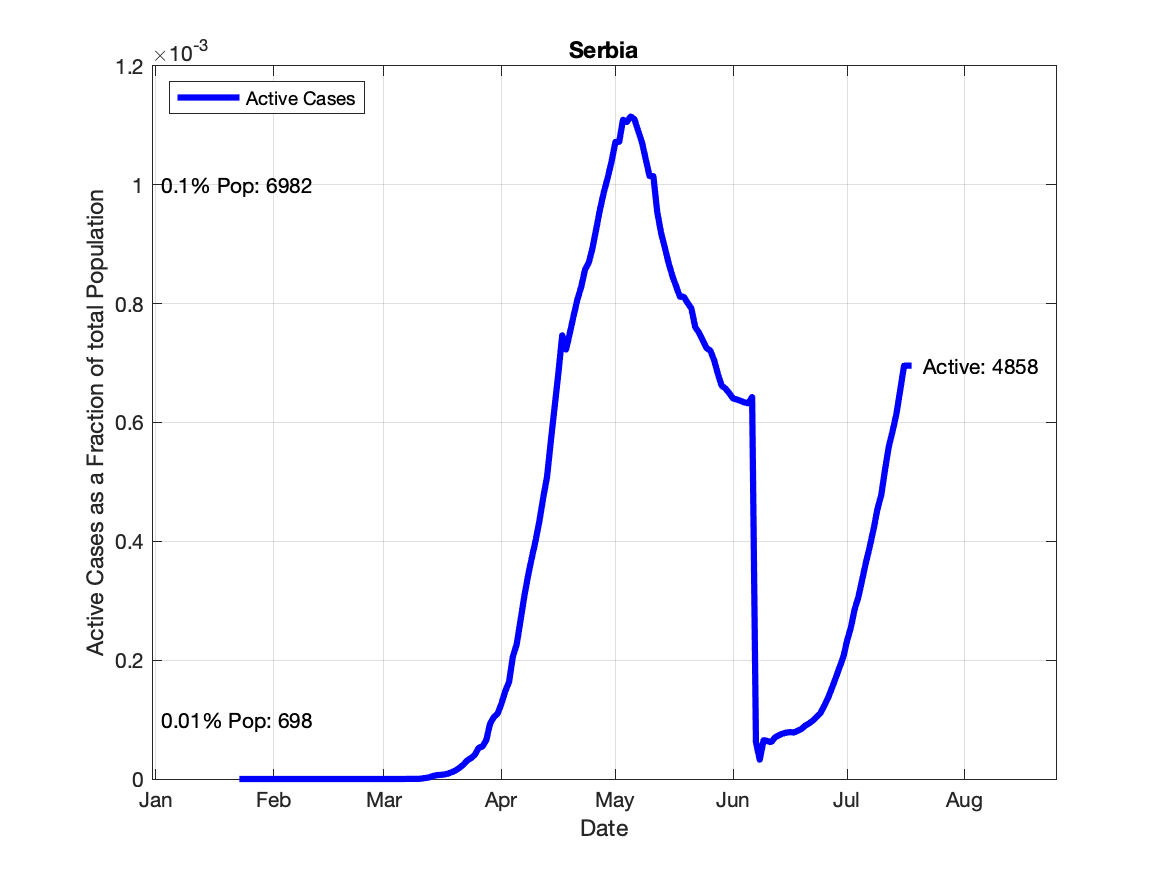 Serbia
×10-3
1.2
Active Cases
1
0.1% Pop: 6982
0.8
0.6
Active: 4858
0.4
0.2
0.01% Pop: 698
0
Jan Feb Mar Apr May Jun Jul Aug
Date
Active Cases as a Fraction of total Population